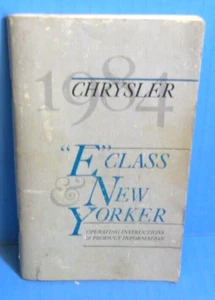 1984
CHRYSLER
"E" CLASS
& NEW
YORKER
OPERATING INSTRUCTIONS
& PRODUCT INFORMATION